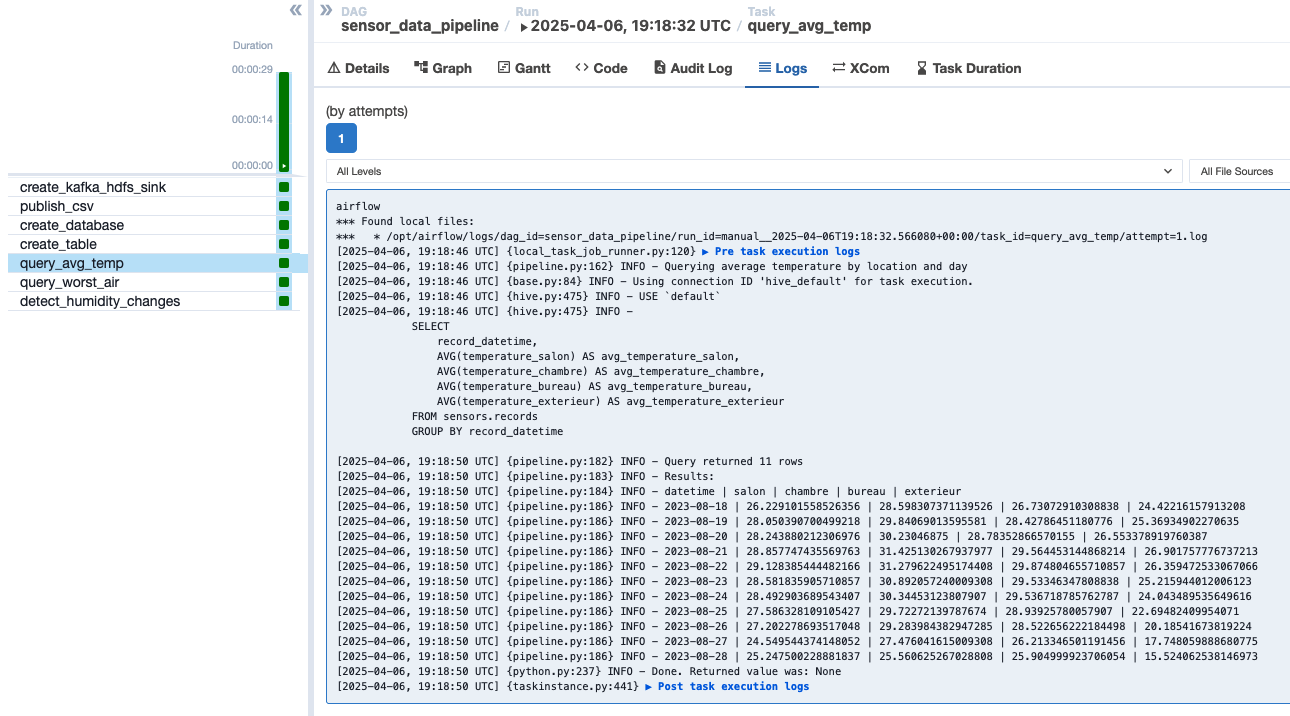 DAG
sensor_data_pipeline
/
Run
2025-04-06, 19:18:32 UTC
/
Task
query_avg_temp
Details
Graph
Gantt
Code
Audit Log
Logs
XCom
Task Duration
Duration
00:00:29
00:00:14
00:00:00
create_kafka_hdfs_sink
publish_csv
create_database
create_table
query_avg_temp
query_worst_air
detect_humidity_changes
(by attempts)
1
All Levels
All File Sources
airflow
*** Found local files:
***   * /opt/airflow/logs/dag_id=sensor_data_pipeline/run_id=manual__2025-04-06T19:18:32.566080+00:00/task_id=query_avg_temp/attempt=1.log
[2025-04-06, 19:18:46 UTC] {local_task_job_runner.py:120} ▶ Pre task execution logs
[2025-04-06, 19:18:46 UTC] {pipeline.py:162} INFO - Querying average temperature by location and day
[2025-04-06, 19:18:46 UTC] {base.py:84} INFO - Using connection ID 'hive_default' for task execution.
[2025-04-06, 19:18:46 UTC] {hive.py:475} INFO - USE `default`
[2025-04-06, 19:18:46 UTC] {hive.py:475} INFO -
SELECT
record_datetime,
AVG(temperature_salon) AS avg_temperature_salon,
AVG(temperature_chambre) AS avg_temperature_chambre,
AVG(temperature_bureau) AS avg_temperature_bureau,
AVG(temperature_exterieur) AS avg_temperature_exterieur
FROM sensors.records
GROUP BY record_datetime
[2025-04-06, 19:18:50 UTC] {pipeline.py:182} INFO - Query returned 11 rows
[2025-04-06, 19:18:50 UTC] {pipeline.py:183} INFO - Results:
[2025-04-06, 19:18:50 UTC] {pipeline.py:184} INFO - datetime | salon | chambre | bureau | exterieur
[2025-04-06, 19:18:50 UTC] {pipeline.py:186} INFO - 2023-08-18 | 26.229101558526356 | 28.598307371139526 | 26.73072910308838 | 24.42216157913208
[2025-04-06, 19:18:50 UTC] {pipeline.py:186} INFO - 2023-08-19 | 28.050390700499218 | 29.84069013595581 | 28.42786451180776 | 25.36934902270635
[2025-04-06, 19:18:50 UTC] {pipeline.py:186} INFO - 2023-08-20 | 28.243880212306976 | 30.23046875 | 28.78352866570155 | 26.553378919760387
[2025-04-06, 19:18:50 UTC] {pipeline.py:186} INFO - 2023-08-21 | 28.857747435569763 | 31.425130267937977 | 29.564453144868214 | 26.901757776737213
[2025-04-06, 19:18:50 UTC] {pipeline.py:186} INFO - 2023-08-22 | 29.128385444482166 | 31.279622495174408 | 29.874804655710857 | 26.359472533067066
[2025-04-06, 19:18:50 UTC] {pipeline.py:186} INFO - 2023-08-23 | 28.581835905710857 | 30.892057240009308 | 29.53346347808838 | 25.215944012006123
[2025-04-06, 19:18:50 UTC] {pipeline.py:186} INFO - 2023-08-24 | 28.492903689543407 | 30.34453123807907 | 29.536718785762787 | 24.043489535649616
[2025-04-06, 19:18:50 UTC] {pipeline.py:186} INFO - 2023-08-25 | 27.586328109105427 | 29.72272139787674 | 28.93925780057907 | 22.69482409954071
[2025-04-06, 19:18:50 UTC] {pipeline.py:186} INFO - 2023-08-26 | 27.202278693517048 | 29.283984382947285 | 28.522656222184498 | 20.18541673819224
[2025-04-06, 19:18:50 UTC] {pipeline.py:186} INFO - 2023-08-27 | 24.549544374148052 | 27.476041615009308 | 26.213346501191456 | 17.748059888680775
[2025-04-06, 19:18:50 UTC] {pipeline.py:186} INFO - 2023-08-28 | 25.247500228881837 | 25.560625267028808 | 25.904999923706054 | 15.524062538146973
[2025-04-06, 19:18:50 UTC] {python.py:237} INFO - Done. Returned value was: None
[2025-04-06, 19:18:50 UTC] {taskinstance.py:441} ▶ Post task execution logs